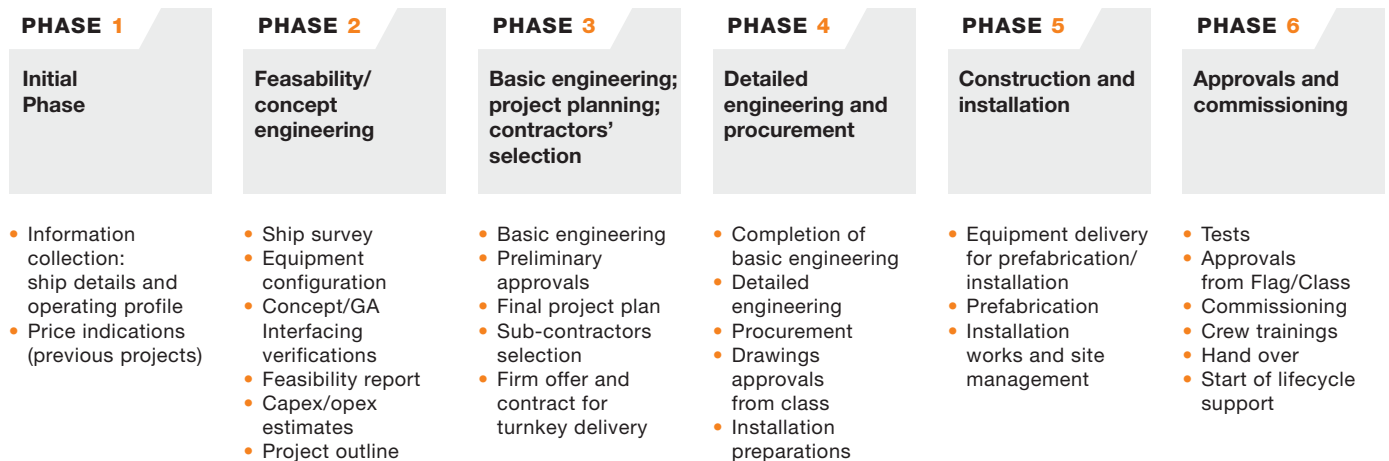 PHASE 1
Initial
Phase
• Information
collection:
ship details and
operating profile
• Price indications
(previous projects)
PHASE 2
Feasability/
concept
engineering
• Ship survey
• Equipment
configuration
• Concept/GA
Interfacing
verifications
• Feasibility report
• Capex/opex
estimates
• Project outline
PHASE 3
Basic engineering;
project planning;
contractors’
selection
• Basic engineering
• Preliminary
approvals
• Final project plan
• Sub-contractors
selection
• Firm offer and
contract for
turnkey delivery
PHASE 4
Detailed
engineering and
procurement
• Completion of
basic engineering
• Detailed
engineering
• Procurement
• Drawings
approvals
from class
• Installation
preparations
PHASE 5
Construction and
installation
• Equipment delivery
for prefabrication/
installation
• Prefabrication
• Installation
works and site
management
PHASE 6
Approvals and
commissioning
• Tests
• Approvals
from Flag/Class
• Commissioning
• Crew trainings
• Hand over
• Start of lifecycle
support